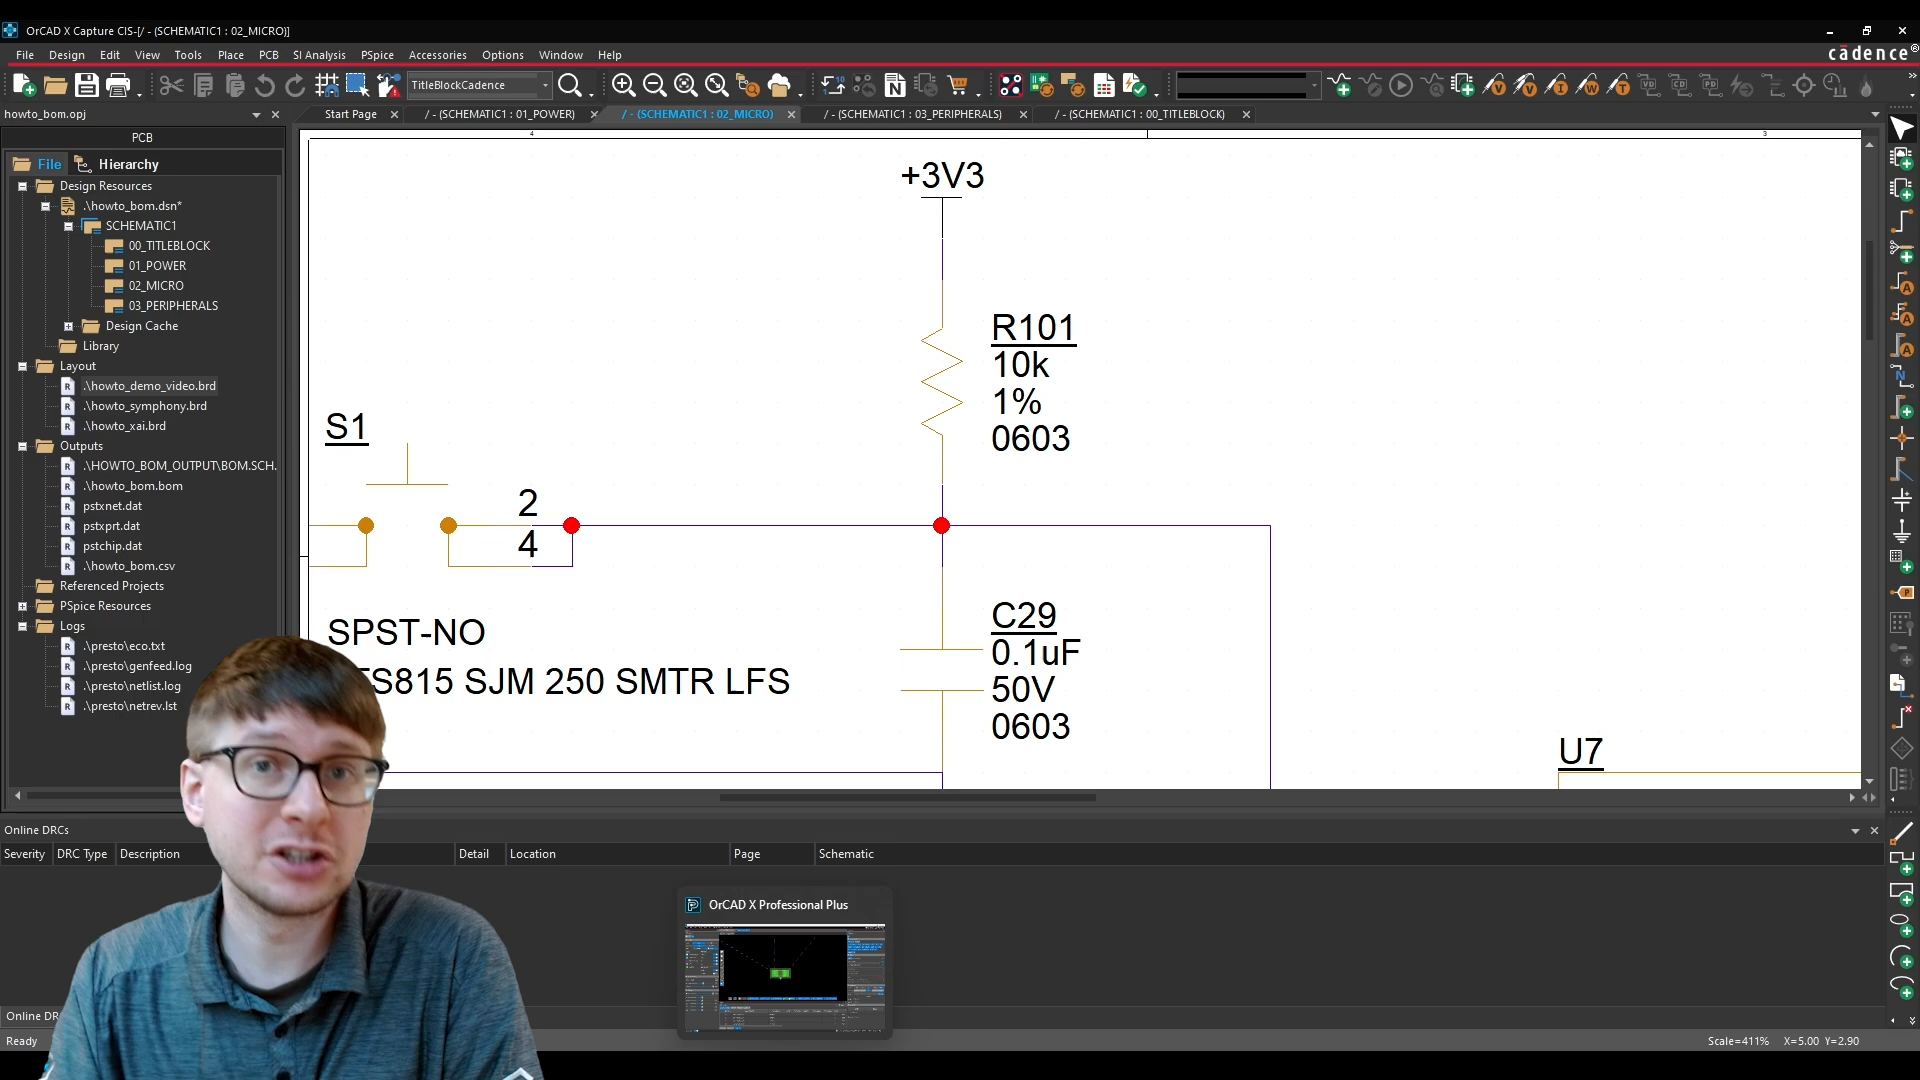 OrCAD X Capture CIS-[/ - (SCHEMATIC1 : 02_MICRO)]
File Design Edit View Tools Place PCB SI Analysis PSpice Accessories Options Window Help
cādence®
TitleBlockCadence
howto_bom.opj
Start Page / - (SCHEMATIC1 : 01_POWER) / - (SCHEMATIC1 : 02_MICRO) / - (SCHEMATIC1 : 03_PERIPHERALS) / - (SCHEMATIC1 : 00_TITLEBLOCK)
PCB
File Hierarchy
Design Resources
.\howto_bom.dsn*
SCHEMATIC1
00_TITLEBLOCK
01_POWER
02_MICRO
03_PERIPHERALS
Design Cache
Library
Layout
.\howto_demo_video.brd
.\howto_symphony.brd
.\howto_xai.brd
Outputs
.\HOWTO_BOM_OUTPUT\BOM.SCH.
.\howto_bom.bom
pstxnet.dat
pstxprt.dat
pstchip.dat
.\howto_bom.csv
Referenced Projects
PSpice Resources
Logs
.\presto\eco.txt
.\presto\genfeed.log
.\presto\netlist.log
.\presto\netrev.lst
4 3
+3V3
R101
10k
1%
0603
S1
2
4
SPST-NO
S815 SJM 250 SMTR LFS
C29
0.1uF
50V
0603
U7
Online DRCs
Severity DRC Type Description Detail Location Page Schematic
OrCAD X Professional Plus
Online DR
Ready
Scale=411% X=5.00 Y=2.90